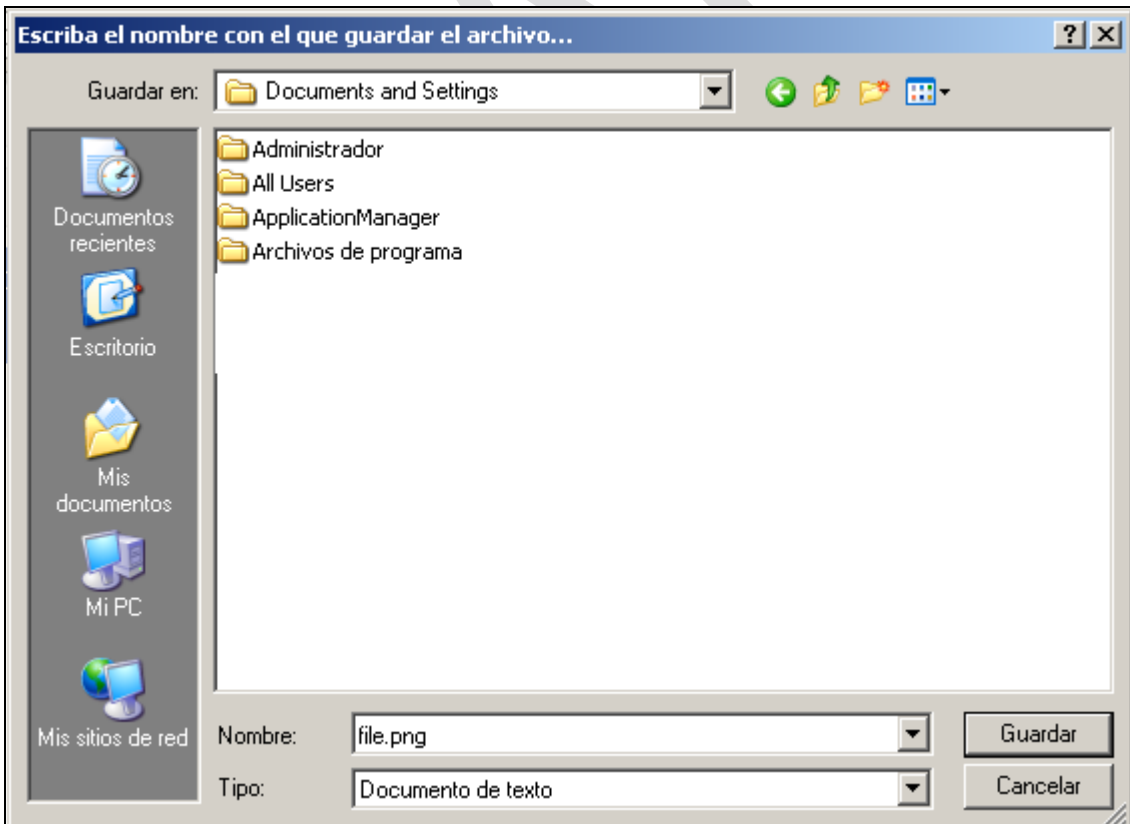 Escriba el nombre con el que guardar el archivo...
Guardar en:
Documents and Settings
Administrador
All Users
ApplicationManager
Archivos de programa
Documentos
recientes
Escritorio
Mis
documentos
Mi PC
Mis sitios de red
Nombre:
file.png
Guardar
Tipo:
Documento de texto
Cancelar